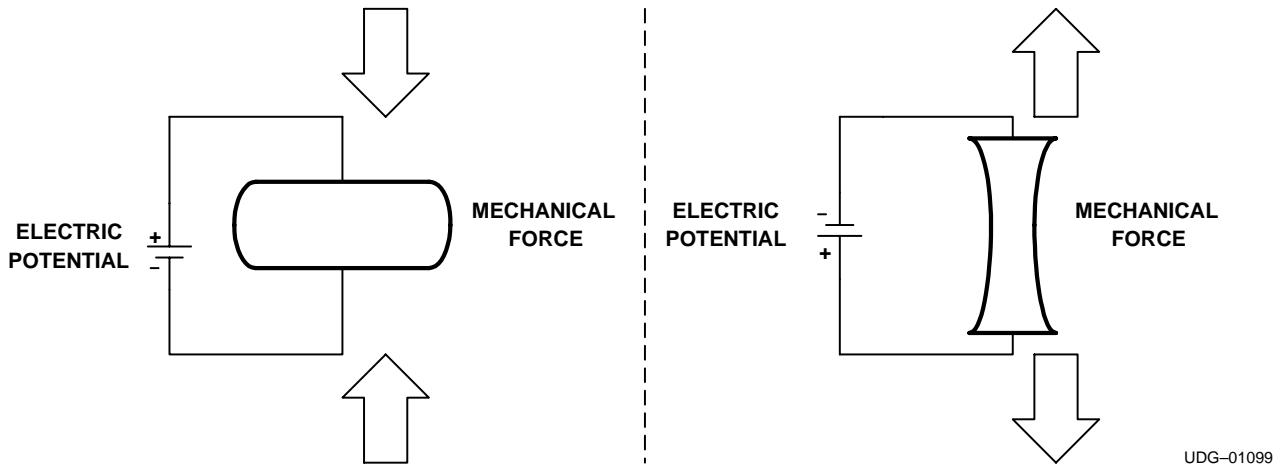 ELECTRIC
POTENTIAL
+
–
MECHANICAL
FORCE
ELECTRIC
POTENTIAL
–
+
MECHANICAL
FORCE
UDG–01099